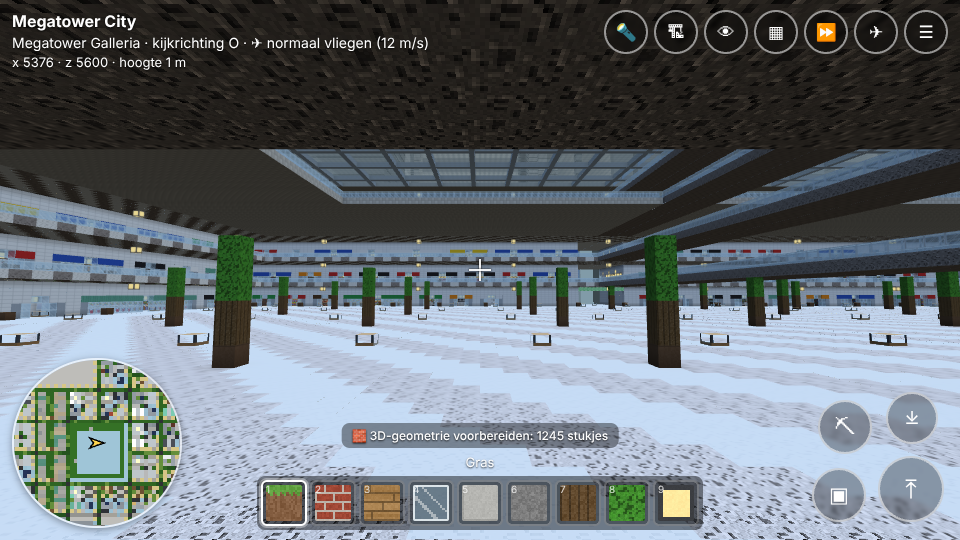 Megatower City
Megatower Galleria · kijkrichting O · ✈ normaal vliegen (12 m/s)
x 5376 · z 5600 · hoogte 1 m
🧱 3D-geometrie voorbereiden: 1245 stukjes
Gras
1 2 3 4 5 6 7 8 9